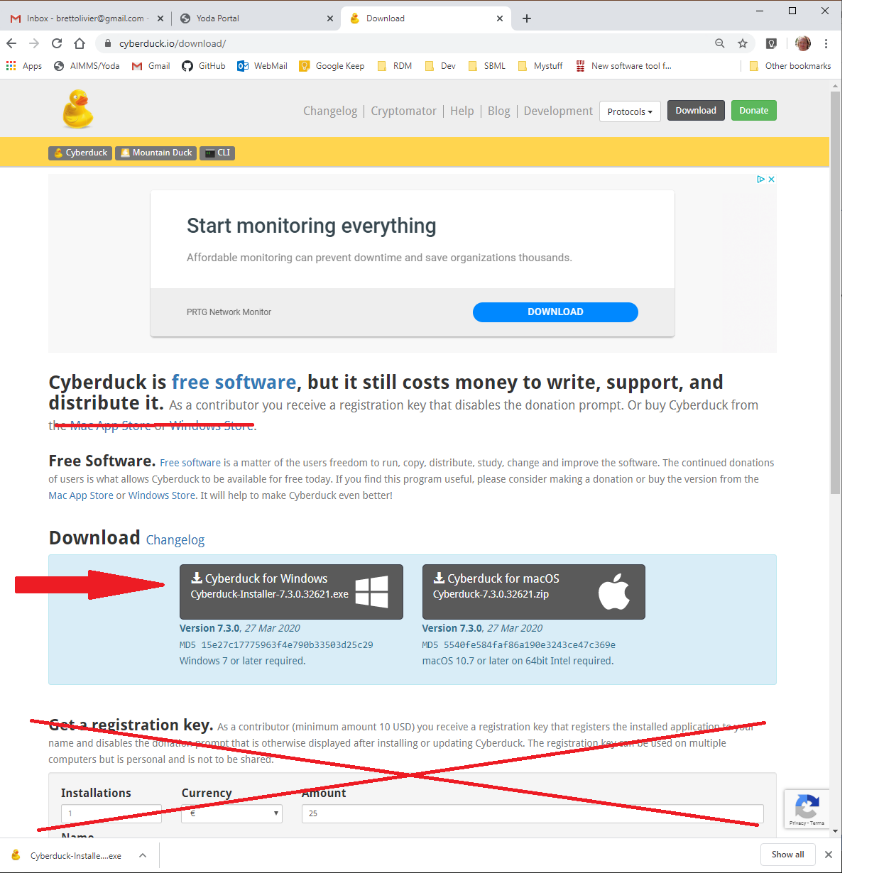 Inbox - brettolivier@gmail.com -
Yoda Portal
Download
cyberduck.io/download/
Apps AIMMS/Yoda Gmail GitHub WebMail Google Keep RDM Dev SBML Mystuff New software tool f... Other bookmarks
Changelog | Cryptomator | Help | Blog | Development Protocols Download Donate
Cyberduck Mountain Duck CLI
Start monitoring everything
Affordable monitoring can prevent downtime and save organizations thousands.
PRTG Network Monitor DOWNLOAD
Cyberduck is free software, but it still costs money to write, support, and
distribute it. As a contributor you receive a registration key that disables the donation prompt. Or buy Cyberduck from
the Mac App Store or Windows Store.
Free Software. Free software is a matter of the users freedom to run, copy, distribute, study, change and improve the software. The continued donations
of users is what allows Cyberduck to be available for free today. If you find this program useful, please consider making a donation or buy the version from the
Mac App Store or Windows Store. It will help to make Cyberduck even better!
Download Changelog
Cyberduck for Windows
Cyberduck-Installer-7.3.0.32621.exe
Version 7.3.0, 27 Mar 2020
MD5 15e27c17775963f4e790b33503d25c29
Windows 7 or later required.
Cyberduck for macOS
Cyberduck-7.3.0.32621.zip
Version 7.3.0, 27 Mar 2020
MD5 5540fe584faf86a190e3243ce47c369e
macOS 10.7 or later on 64bit Intel required.
Get a registration key. As a contributor (minimum amount 10 USD) you receive a registration key that registers the installed application to your
name and disables the donation prompt that is otherwise displayed after installing or updating Cyberduck. The registration key can be used on multiple
computers but is personal and is not to be shared.
Installations Currency Amount
1 € 25
Name
Privacy - Terms
Cyberduck-Installe....exe
Show all